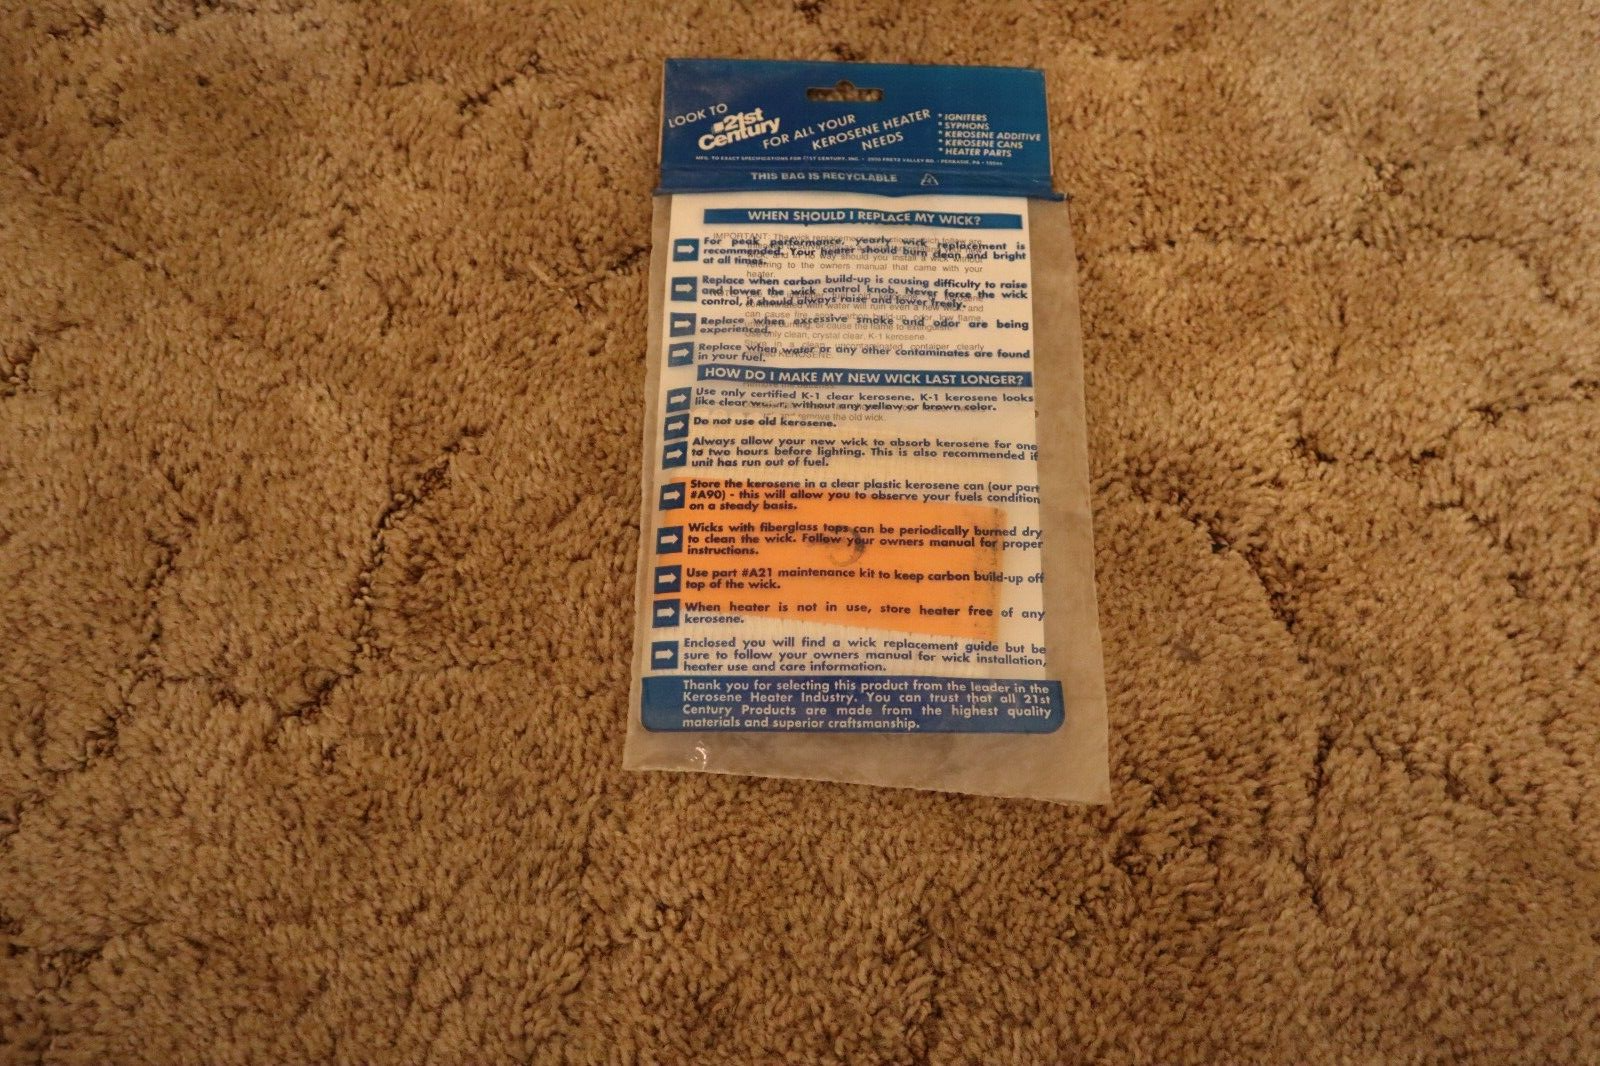 LOOK TO
21st
Century
FOR ALL YOUR
KEROSENE HEATER
NEEDS
* IGNITERS
* SYPHONS
* KEROSENE ADDITIVE
* KEROSENE CANS
* HEATER PARTS
MFG. TO EXACT SPECIFICATIONS FOR 21ST CENTURY, INC. • 2950 FRETZ VALLEY RD. • PERKASIE, PA •
THIS BAG IS RECYCLABLE
WHEN SHOULD I REPLACE MY WICK?
For peak performance, yearly wick replacement is
recommended. Your heater should burn clean and bright
at all times.
Replace when carbon build-up is causing difficulty to raise
and lower the wick control knob. Never force the wick
control, it should always raise and lower freely.
Replace when excessive smoke and odor are being
experienced.
Replace when water or any other contaminates are found
in your fuel.
HOW DO I MAKE MY NEW WICK LAST LONGER?
Use only certified K-1 clear kerosene. K-1 kerosene looks
like clear water, without any yellow or brown color.
Do not use old kerosene.
Always allow your new wick to absorb kerosene for one
to two hours before lighting. This is also recommended if
unit has run out of fuel.
Store the kerosene in a clear plastic kerosene can (our part
#A90) - this will allow you to observe your fuels condition
on a steady basis.
Wicks with fiberglass tops can be periodically burned dry
to clean the wick. Follow your owners manual for proper
instructions.
Use part #A21 maintenance kit to keep carbon build-up off
top of the wick.
When heater is not in use, store heater free of any
kerosene.
Enclosed you will find a wick replacement guide but be
sure to follow your owners manual for wick installation,
heater use and care information.
Thank you for selecting this product from the leader in the
Kerosene Heater Industry. You can trust that all 21st
Century Products are made from the highest quality
materials and superior craftsmanship.